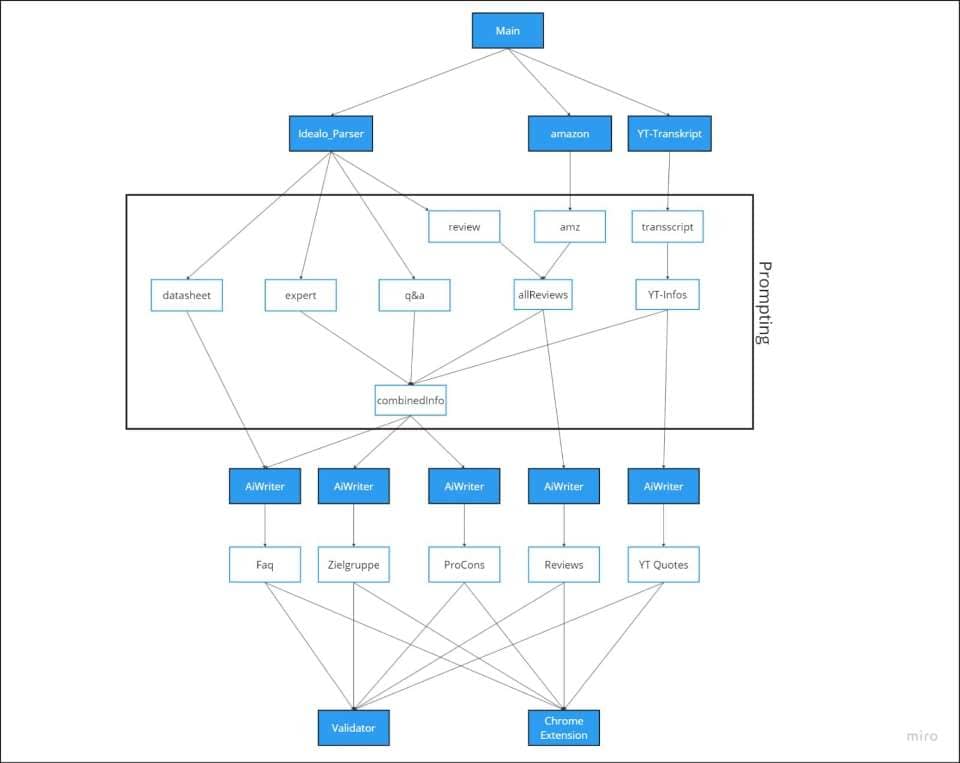 Main
Idealo_Parser
amazon
YT-Transkript
review
amz
transscript
datasheet
expert
q&a
allReviews
YT-Infos
Prompting
combinedInfo
AiWriter
AiWriter
AiWriter
AiWriter
AiWriter
Faq
Zielgruppe
ProCons
Reviews
YT Quotes
Validator
Chrome
Extension
miro